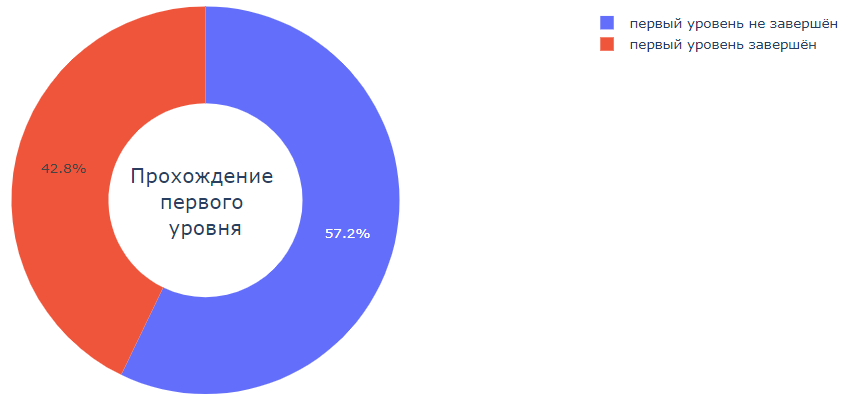 первый уровень не завершён
первый уровень завершён
42.8%
Прохождение
первого
уровня
57.2%